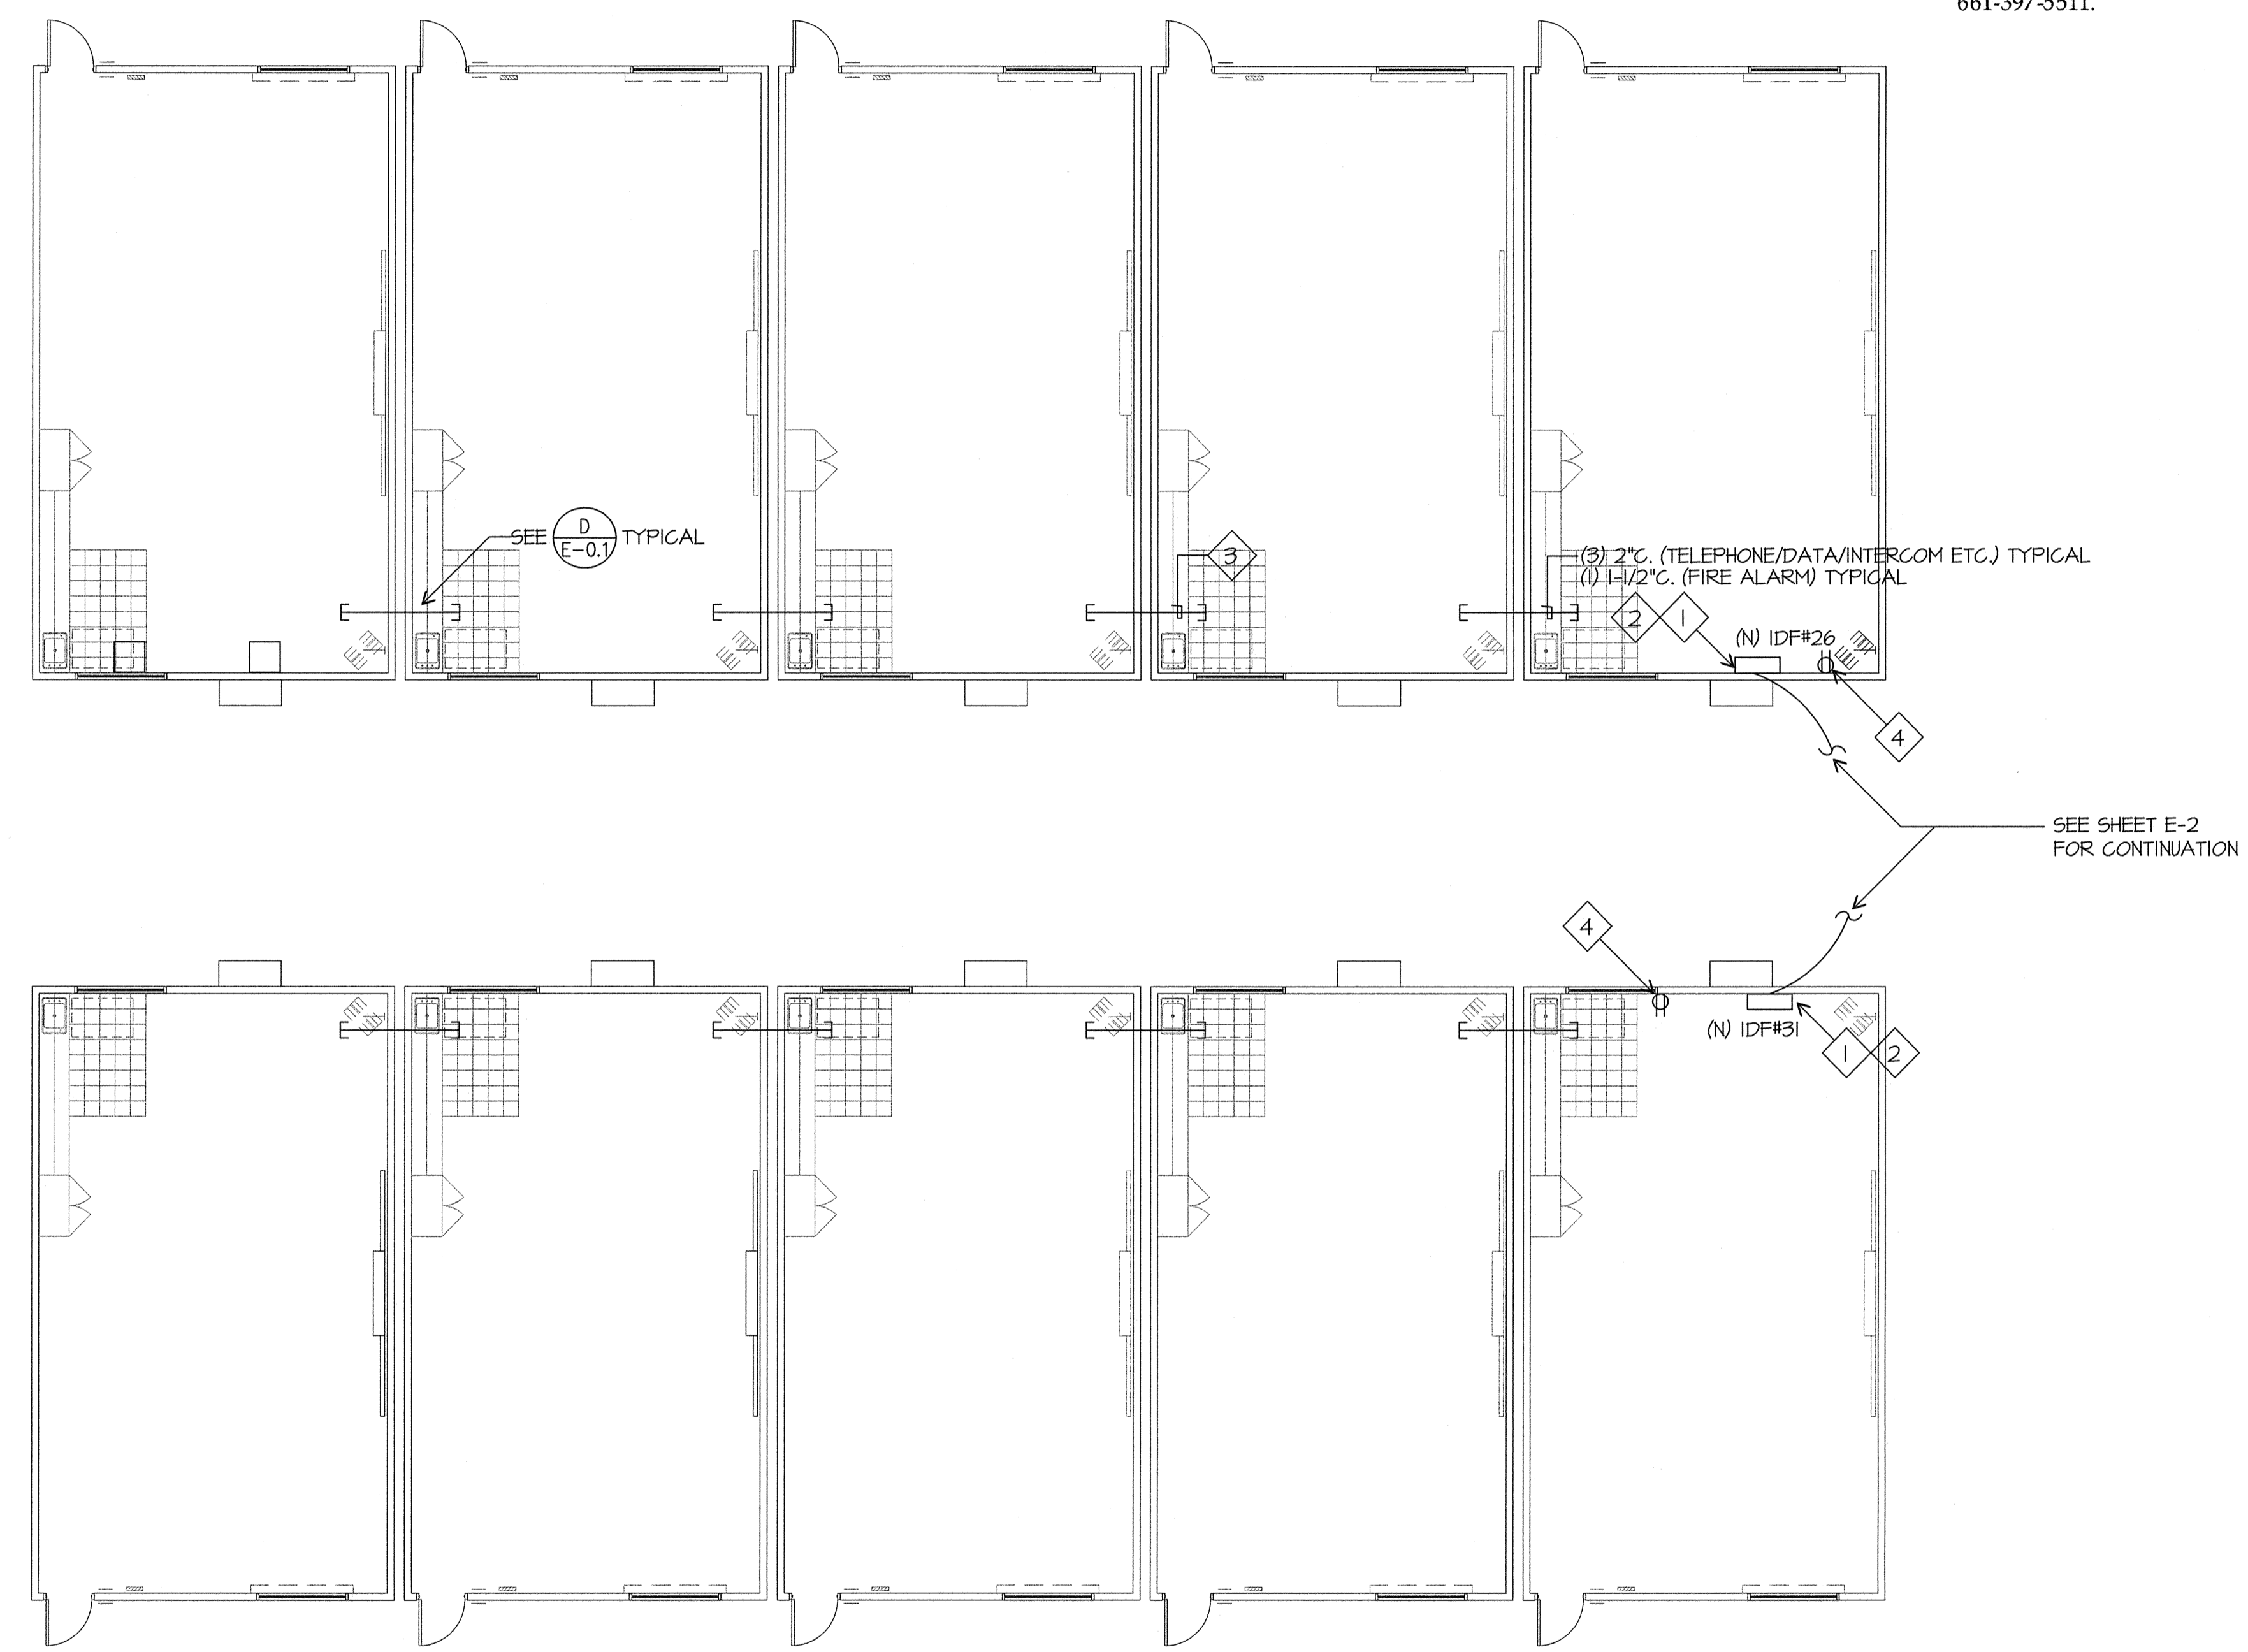 661-397-5511.
SEE D E-0.1 TYPICAL
3
(3) 2"C. (TELEPHONE/DATA/INTERCOM ETC.) TYPICAL
(1) 1-1/2"C. (FIRE ALARM) TYPICAL
2 1
(N) IDF#26
4
SEE SHEET E-2
FOR CONTINUATION
4
(N) IDF#31
1 2